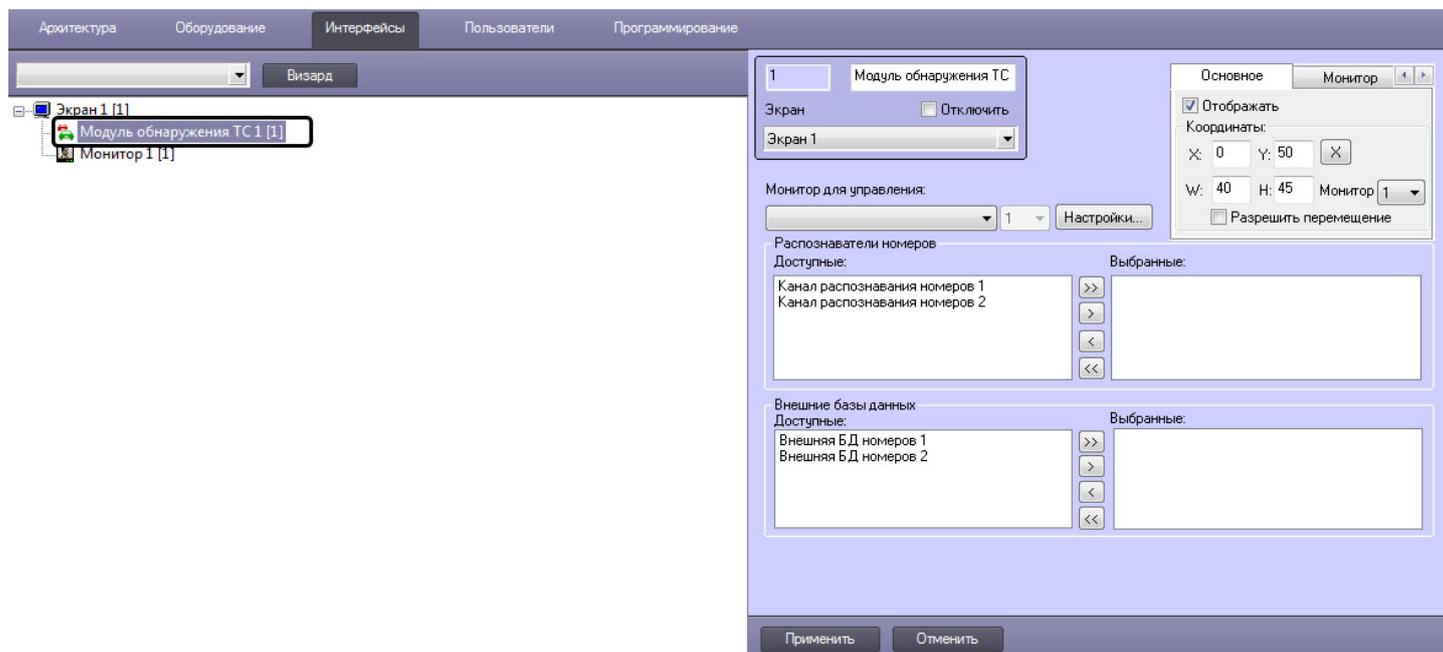 Архитектура Оборудование Интерфейсы Пользователи Программирование
Визард
Экран 1 [1]
Модуль обнаружения ТС 1 [1]
Монитор 1 [1]
1 Модуль обнаружения ТС
Экран Отключить
Экран 1
Основное Монитор
Отображать
Координаты:
X: 0 Y: 50 X
W: 40 H: 45 Монитор 1
Разрешить перемещение
Монитор для управления:
1 Настройки...
Распознаватели номеров
Доступные: Выбранные:
Канал распознавания номеров 1
Канал распознавания номеров 2
>>
>
<
<<
Внешние базы данных
Доступные: Выбранные:
Внешняя БД номеров 1
Внешняя БД номеров 2
>>
>
<
<<
Применить Отменить